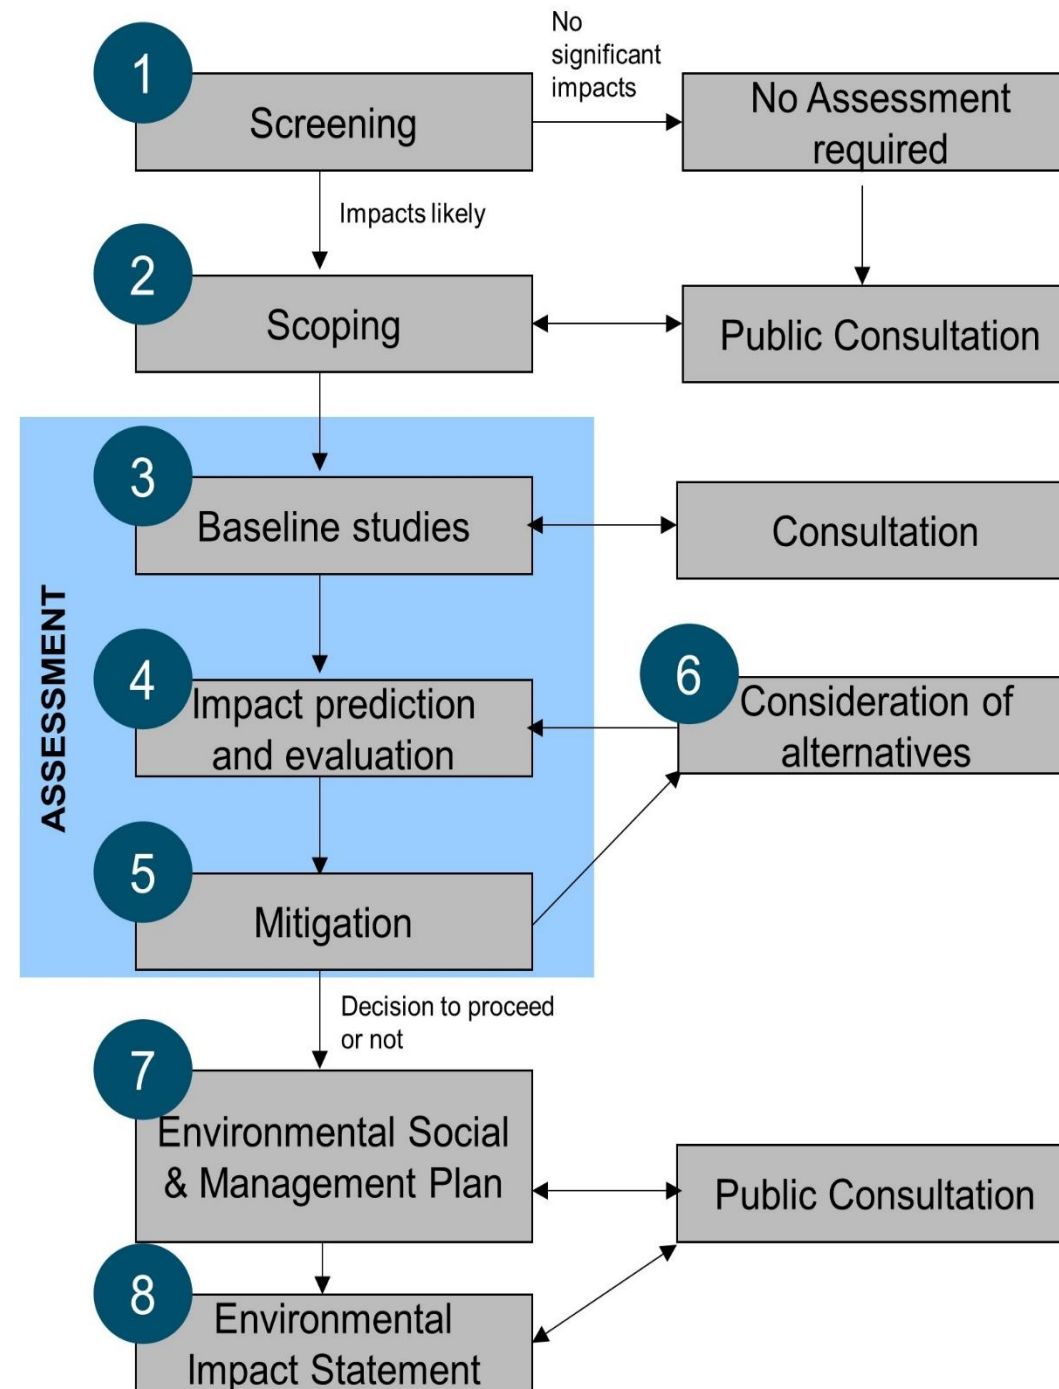 1
Screening
No
significant
impacts
No Assessment
required
Impacts likely
2
Scoping
Public Consultation
ASSESSMENT
3
Baseline studies
Consultation
4
Impact prediction
and evaluation
6
Consideration of
alternatives
5
Mitigation
Decision to proceed
or not
7
Environmental Social
& Management Plan
Public Consultation
8
Environmental
Impact Statement